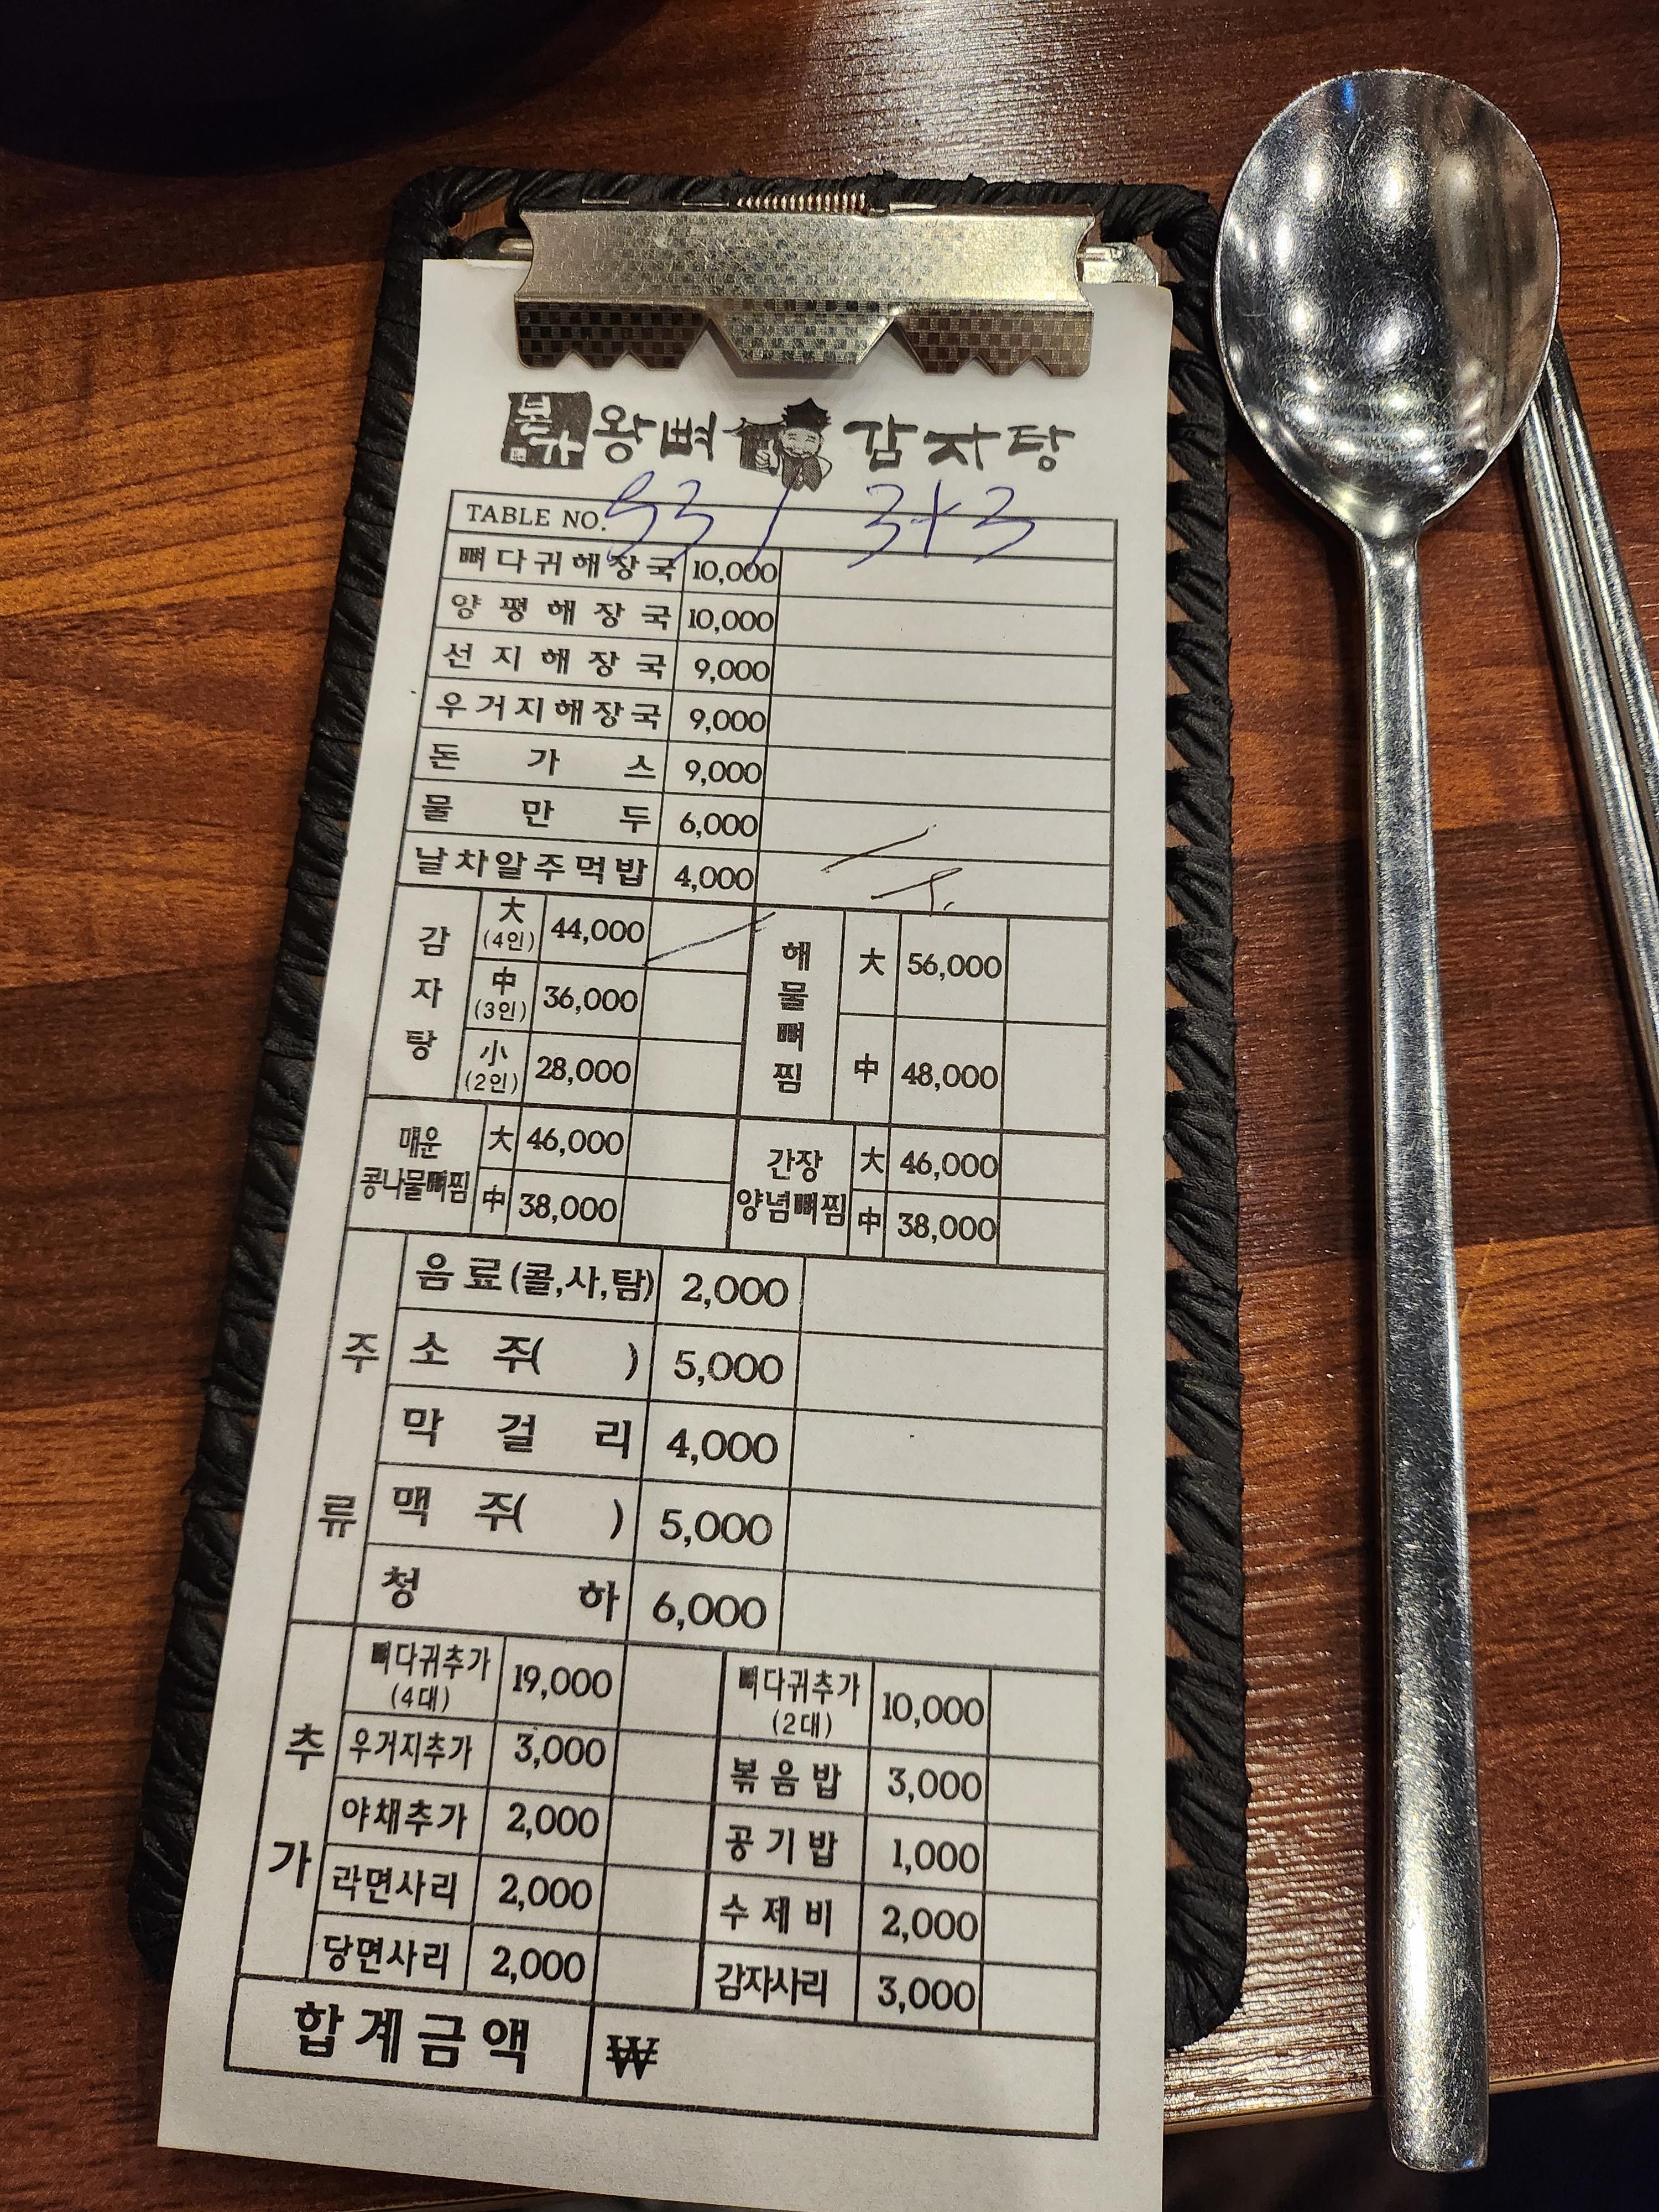 본가 왕뼈 감자탕
TABLE NO. 53 / 3+3
뼈다귀해장국 10,000
양평해장국 10,000
선지해장국 9,000
우거지해장국 9,000
돈가스 9,000
물만두 6,000
날차알주먹밥 4,000
감자탕 大 (4인) 44,000
中 (3인) 36,000
小 (2인) 28,000
해물뼈찜 大 56,000
中 48,000
매운 콩나물뼈찜 大 46,000
中 38,000
간장 양념뼈찜 大 46,000
中 38,000
주류
음료(콜,사,탐) 2,000
소주( ) 5,000
막걸리 4,000
맥주( ) 5,000
청하 6,000
추가
뼈다귀추가 (4대) 19,000 뼈다귀추가 (2대) 10,000
우거지추가 3,000 볶음밥 3,000
야채추가 2,000 공기밥 1,000
라면사리 2,000 수제비 2,000
당면사리 2,000 감자사리 3,000
합계금액 ₩